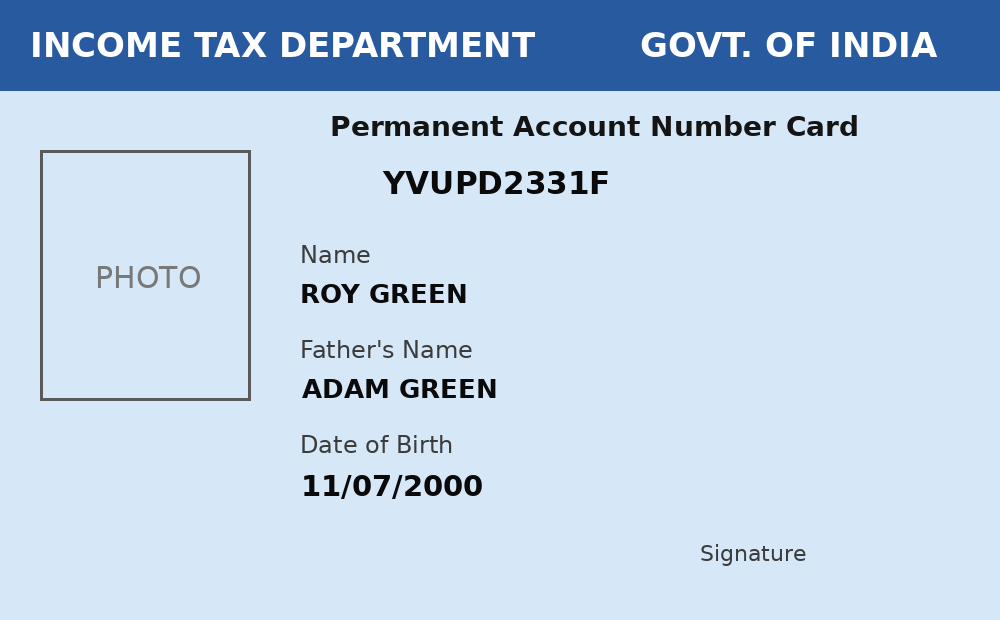 INCOME TAX DEPARTMENT GOVT. OF INDIA
Permanent Account Number Card
YVUPD2331F
PHOTO
Name
ROY GREEN
Father's Name
ADAM GREEN
Date of Birth
11/07/2000
Signature